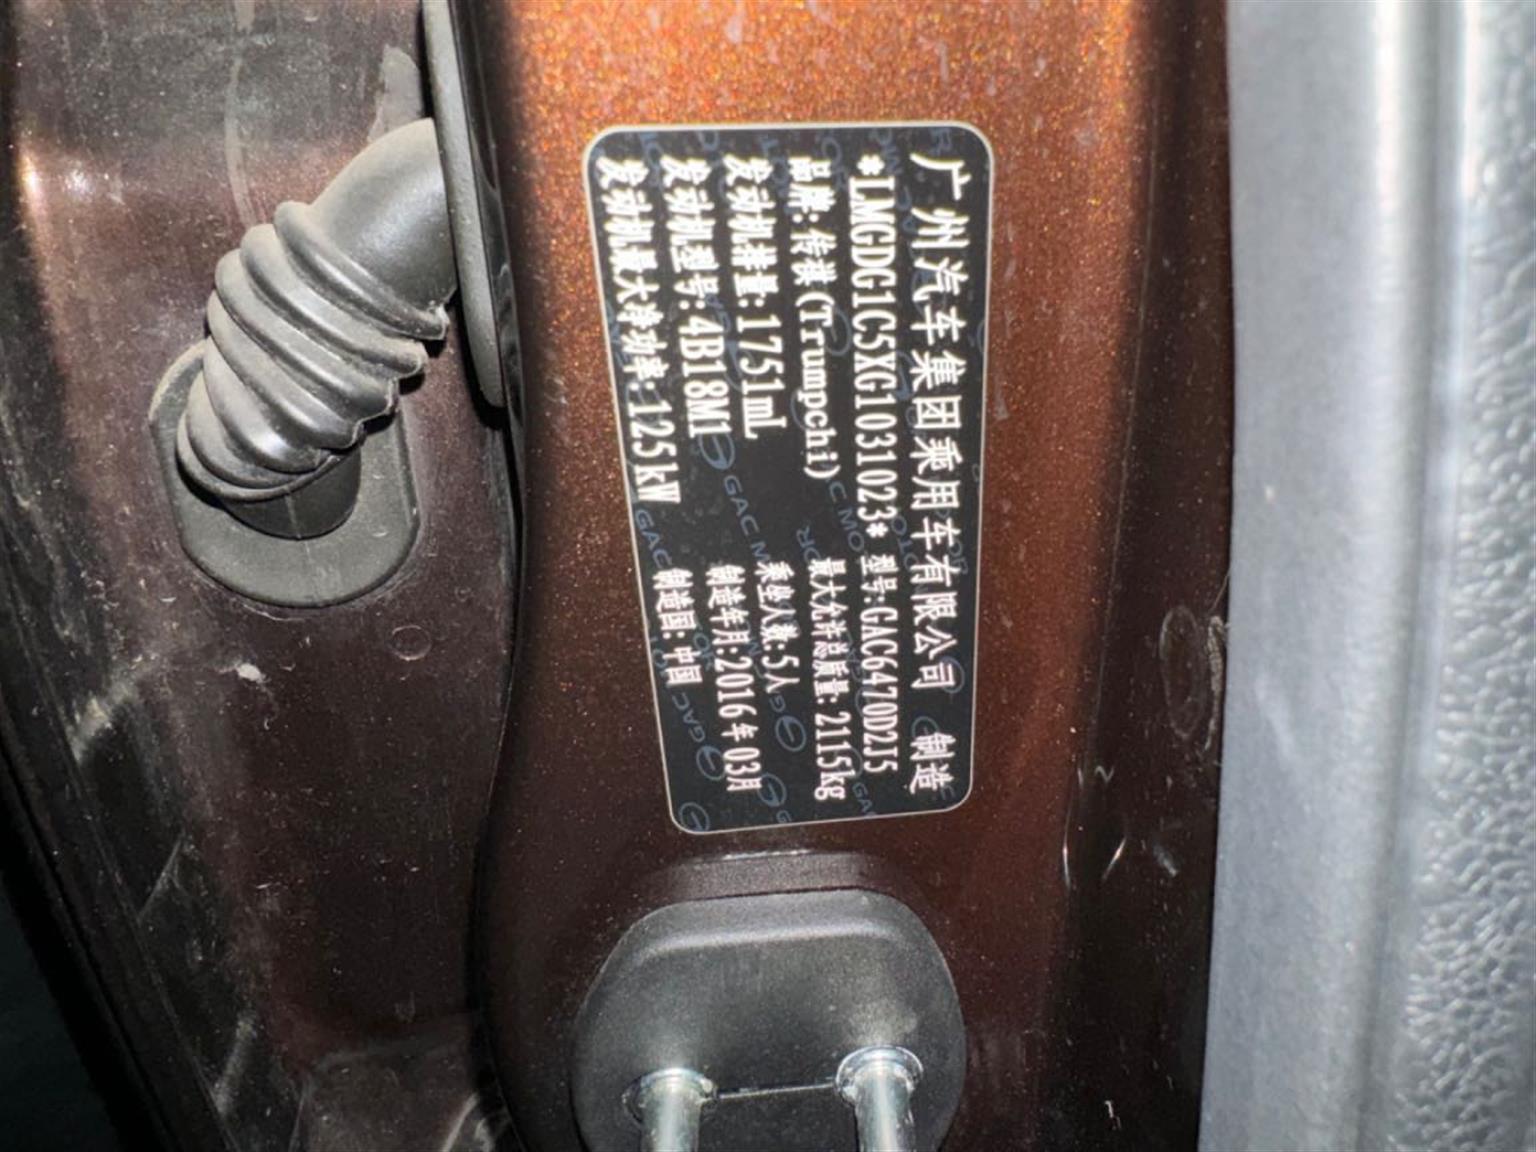 广州汽车集团乘用车有限公司 制造
*LMGDG1C5XG1031023* 型号:GAC6470D2J5
品牌:传祺(Trumpchi) 最大允许总质量:2115kg
发动机排量:1751mL 乘坐人数:5人
发动机型号:4B18M1 制造年月:2016年03月
发动机最大净功率:125kW 制造国:中国
GAC MOTOR
GAC M
GAC